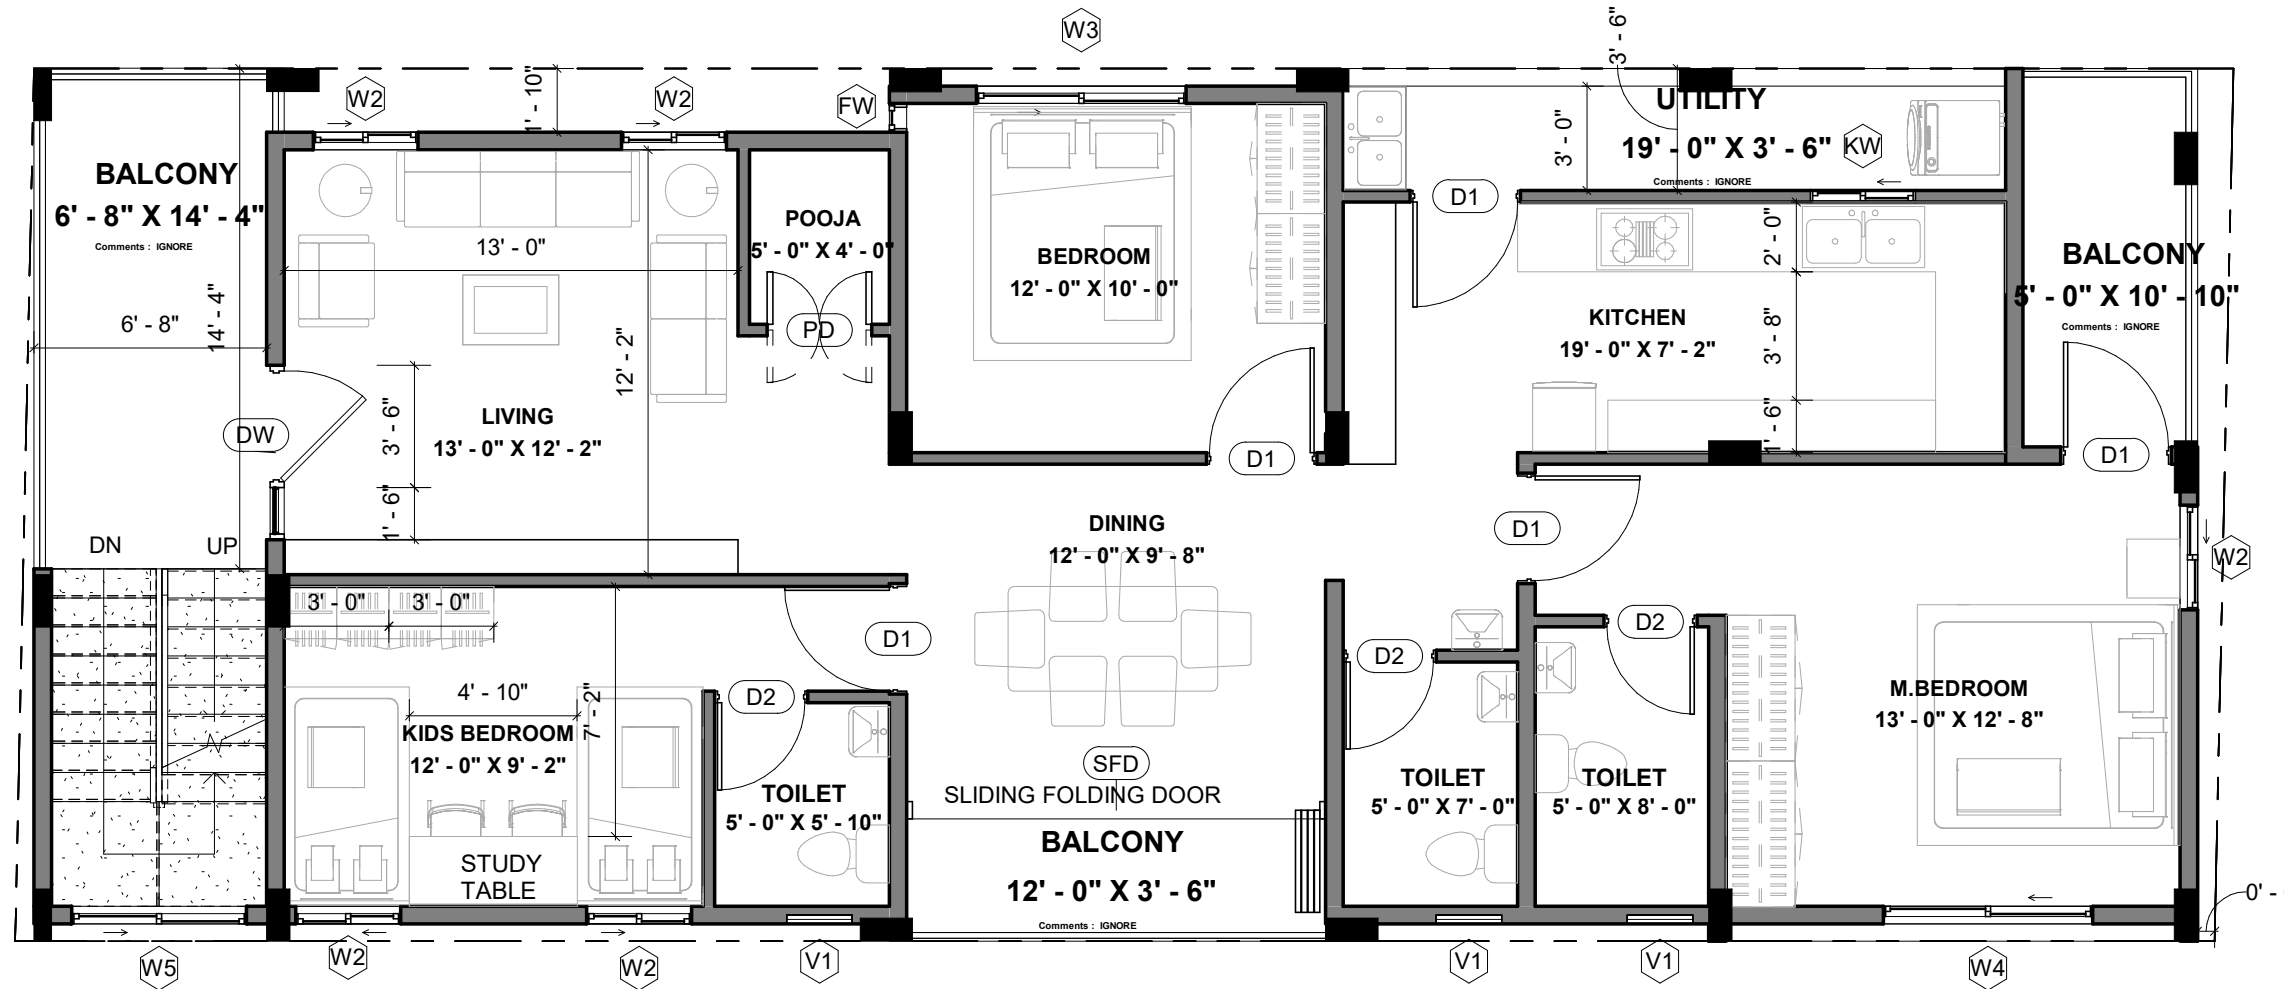 W3
3' - 6"
W2
1' - 10"
W2
FW
UTILITY
19' - 0" X 3' - 6"
KW
Comments : IGNORE
3' - 0"
BALCONY
6' - 8" X 14' - 4"
Comments : IGNORE
D1
POOJA
5' - 0" X 4' - 0"
13' - 0"
BEDROOM
12' - 0" X 10' - 0"
2' - 0"
BALCONY
5' - 0" X 10' - 10"
Comments : IGNORE
6' - 8"
14' - 4"
PD
12' - 2"
KITCHEN
19' - 0" X 7' - 2"
3' - 8"
LIVING
13' - 0" X 12' - 2"
DW
3' - 6"
1' - 6"
1' - 6"
D1
D1
DINING
12' - 0" X 9' - 8"
D1
DN
UP
W2
3' - 0"
3' - 0"
D1
D2
D2
4' - 10"
7' - 2"
D2
KIDS BEDROOM
12' - 0" X 9' - 2"
M.BEDROOM
13' - 0" X 12' - 8"
SFD
SLIDING FOLDING DOOR
TOILET
5' - 0" X 5' - 10"
TOILET
5' - 0" X 7' - 0"
TOILET
5' - 0" X 8' - 0"
STUDY
TABLE
BALCONY
12' - 0" X 3' - 6"
Comments : IGNORE
0' -
W5
W2
W2
V1
V1
V1
W4